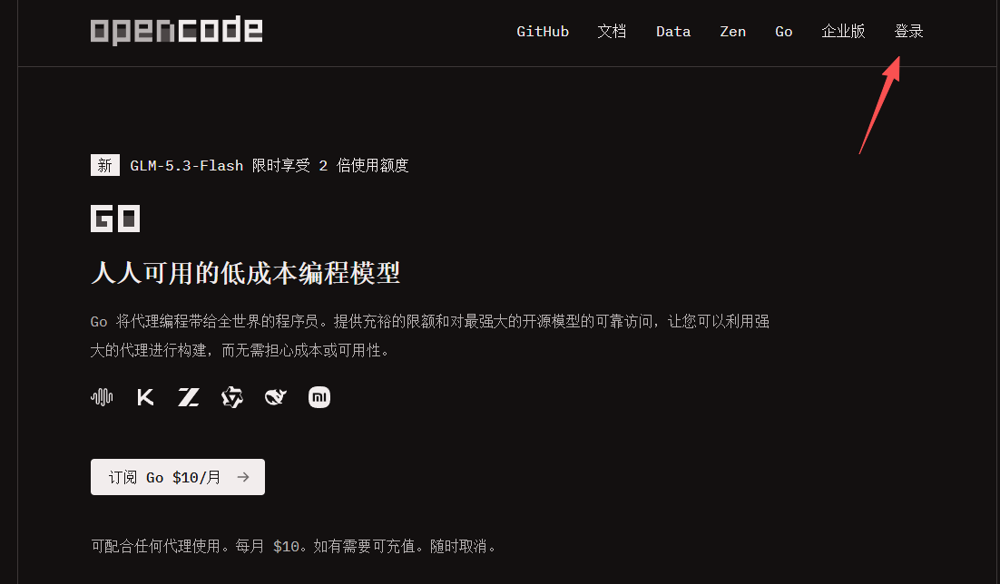 opencode
GitHub 文档 Data Zen Go 企业版 登录
新 GLM-5.3-Flash 限时享受 2 倍使用额度
GO
人人可用的低成本编程模型
Go 将代理编程带给全世界的程序员。提供充裕的限额和对最强大的开源模型的可靠访问，让您可以利用强
大的代理进行构建，而无需担心成本或可用性。
订阅 Go $10/月 →
可配合任何代理使用。每月 $10。如有需要可充值。随时取消。